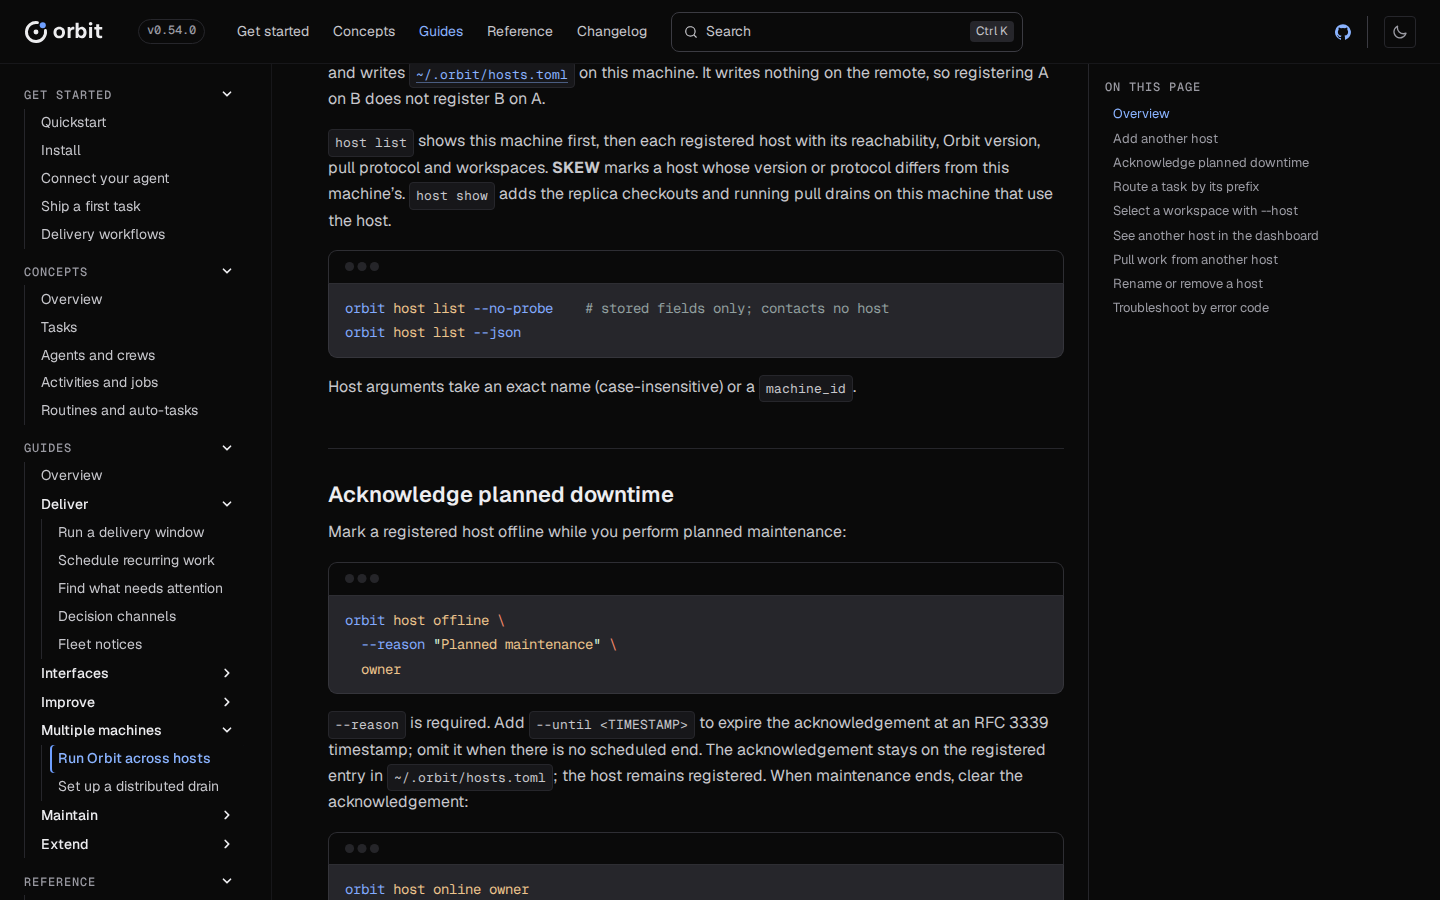 orbit
v0.54.0
Get started
Concepts
Guides
Reference
Changelog
Search
Ctrl K
GET STARTED
Quickstart
Install
Connect your agent
Ship a first task
Delivery workflows
CONCEPTS
Overview
Tasks
Agents and crews
Activities and jobs
Routines and auto-tasks
GUIDES
Overview
Deliver
Run a delivery window
Schedule recurring work
Find what needs attention
Decision channels
Fleet notices
Interfaces
Improve
Multiple machines
Run Orbit across hosts
Set up a distributed drain
Maintain
Extend
REFERENCE
and writes ~/.orbit/hosts.toml on this machine. It writes nothing on the remote, so registering A
on B does not register B on A.
host list shows this machine first, then each registered host with its reachability, Orbit version,
pull protocol and workspaces. SKEW marks a host whose version or protocol differs from this
machine’s. host show adds the replica checkouts and running pull drains on this machine that use
the host.
orbit host list --no-probe    # stored fields only; contacts no host
orbit host list --json
Host arguments take an exact name (case-insensitive) or a machine_id.
Acknowledge planned downtime
Mark a registered host offline while you perform planned maintenance:
orbit host offline \
  --reason "Planned maintenance" \
  owner
--reason is required. Add --until <TIMESTAMP> to expire the acknowledgement at an RFC 3339
timestamp; omit it when there is no scheduled end. The acknowledgement stays on the registered
entry in ~/.orbit/hosts.toml; the host remains registered. When maintenance ends, clear the
acknowledgement:
orbit host online owner
ON THIS PAGE
Overview
Add another host
Acknowledge planned downtime
Route a task by its prefix
Select a workspace with --host
See another host in the dashboard
Pull work from another host
Rename or remove a host
Troubleshoot by error code